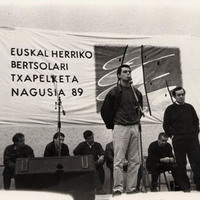 EUSKAL HERRIKO
BERTSOLARI
TXAPELKETA
NAGUSIA 89